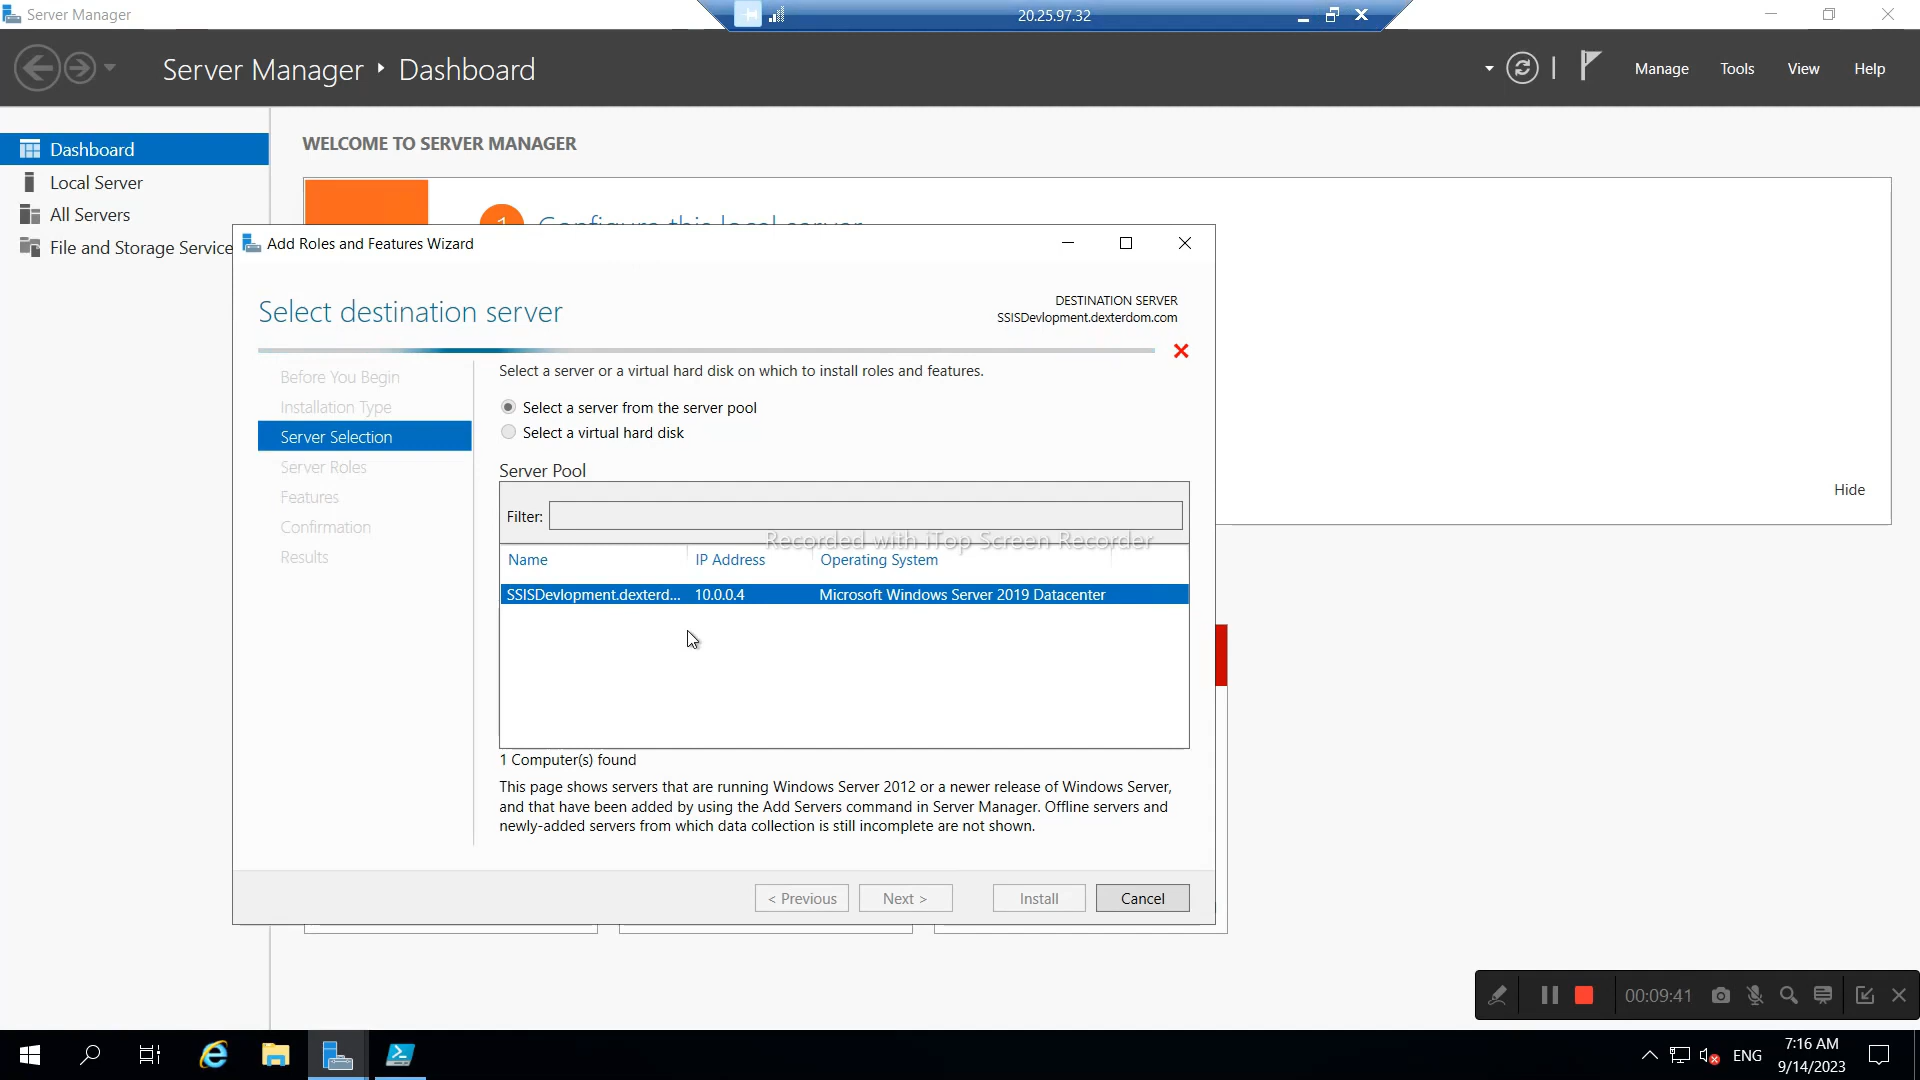 Server Manager
20.25.97.32
Server Manager
Dashboard
Manage
Tools
View
Help
Dashboard
Local Server
All Servers
File and Storage Service
WELCOME TO SERVER MANAGER
1
Configure this local server
Hide
Add Roles and Features Wizard
Select destination server
DESTINATION SERVER
SSISDevlopment.dexterdom.com
Before You Begin
Installation Type
Server Selection
Server Roles
Features
Confirmation
Results
Select a server or a virtual hard disk on which to install roles and features.
Select a server from the server pool
Select a virtual hard disk
Server Pool
Filter:
Recorded with iTop Screen Recorder
Name IP Address Operating System
SSISDevlopment.dexterd... 10.0.0.4 Microsoft Windows Server 2019 Datacenter
1 Computer(s) found
This page shows servers that are running Windows Server 2012 or a newer release of Windows Server,
and that have been added by using the Add Servers command in Server Manager. Offline servers and
newly-added servers from which data collection is still incomplete are not shown.
< Previous
Next >
Install
Cancel
00:09:41
ENG
7:16 AM
9/14/2023